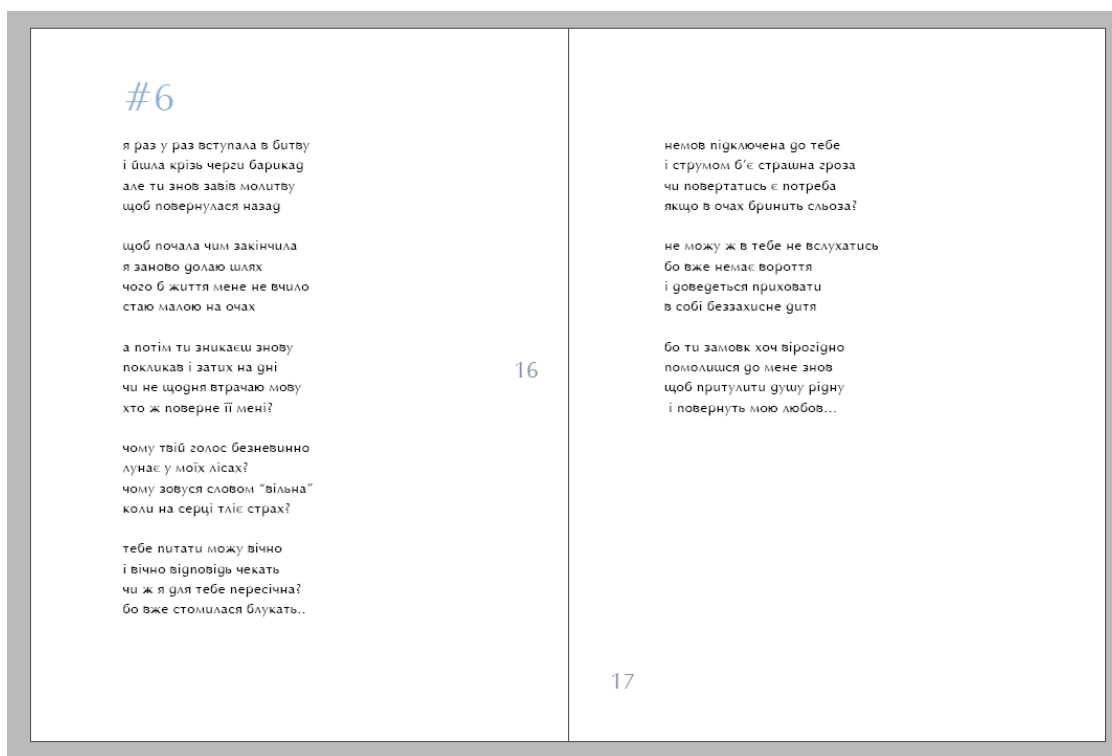 #6
я раз у раз вступала в битву
і йшла крізь черги барикад
але ти знов завів молитву
щоб повернулася назад
щоб почала чим закінчила
я заново долаю шлях
чого б життя мене не вчило
стаю малою на очах
а потім ти зникаєш знову
покликав і затих на дні
чи не щодня втрачаю мову
хто ж поверне її мені?
чому твій голос безневинно
лунає у моїх лісах?
чому зовуся словом “вільна”
коли на серці тліє страх?
тебе питати можу вічно
і вічно відповідь чекать
чи ж я для тебе пересічна?
бо вже стомилася блукать..
16
немов підключена до тебе
і струмом б’є страшна гроза
чи повертатись є потреба
якщо в очах бринить сльоза?
не можу ж в тебе не вслухатись
бо вже немає вороття
і доведеться приховати
в собі беззахисне дитя
бо ти замовк хоч вірогідно
помолишся до мене знов
щоб притулити душу рідну
і повернуть мою любов...
17